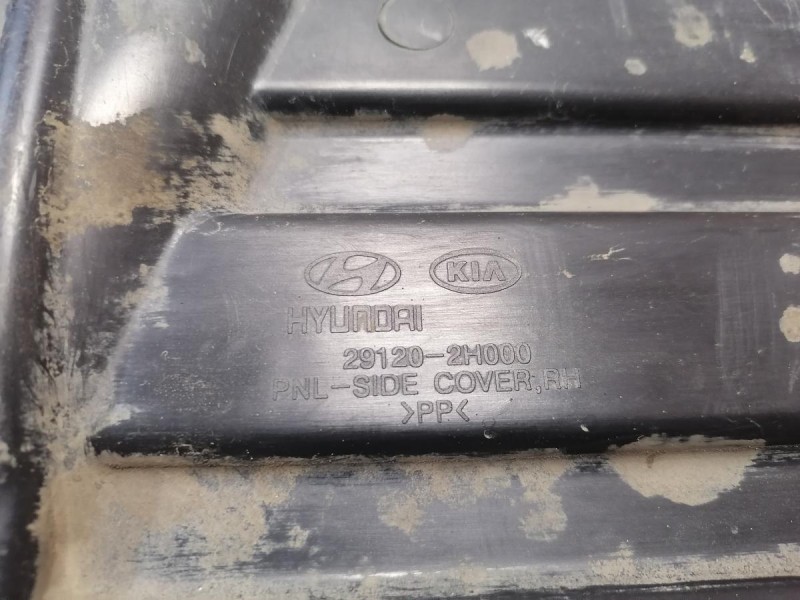 KIA
HYUNDAI
29120-2H000
PNL-SIDE COVER,RH
>PP<